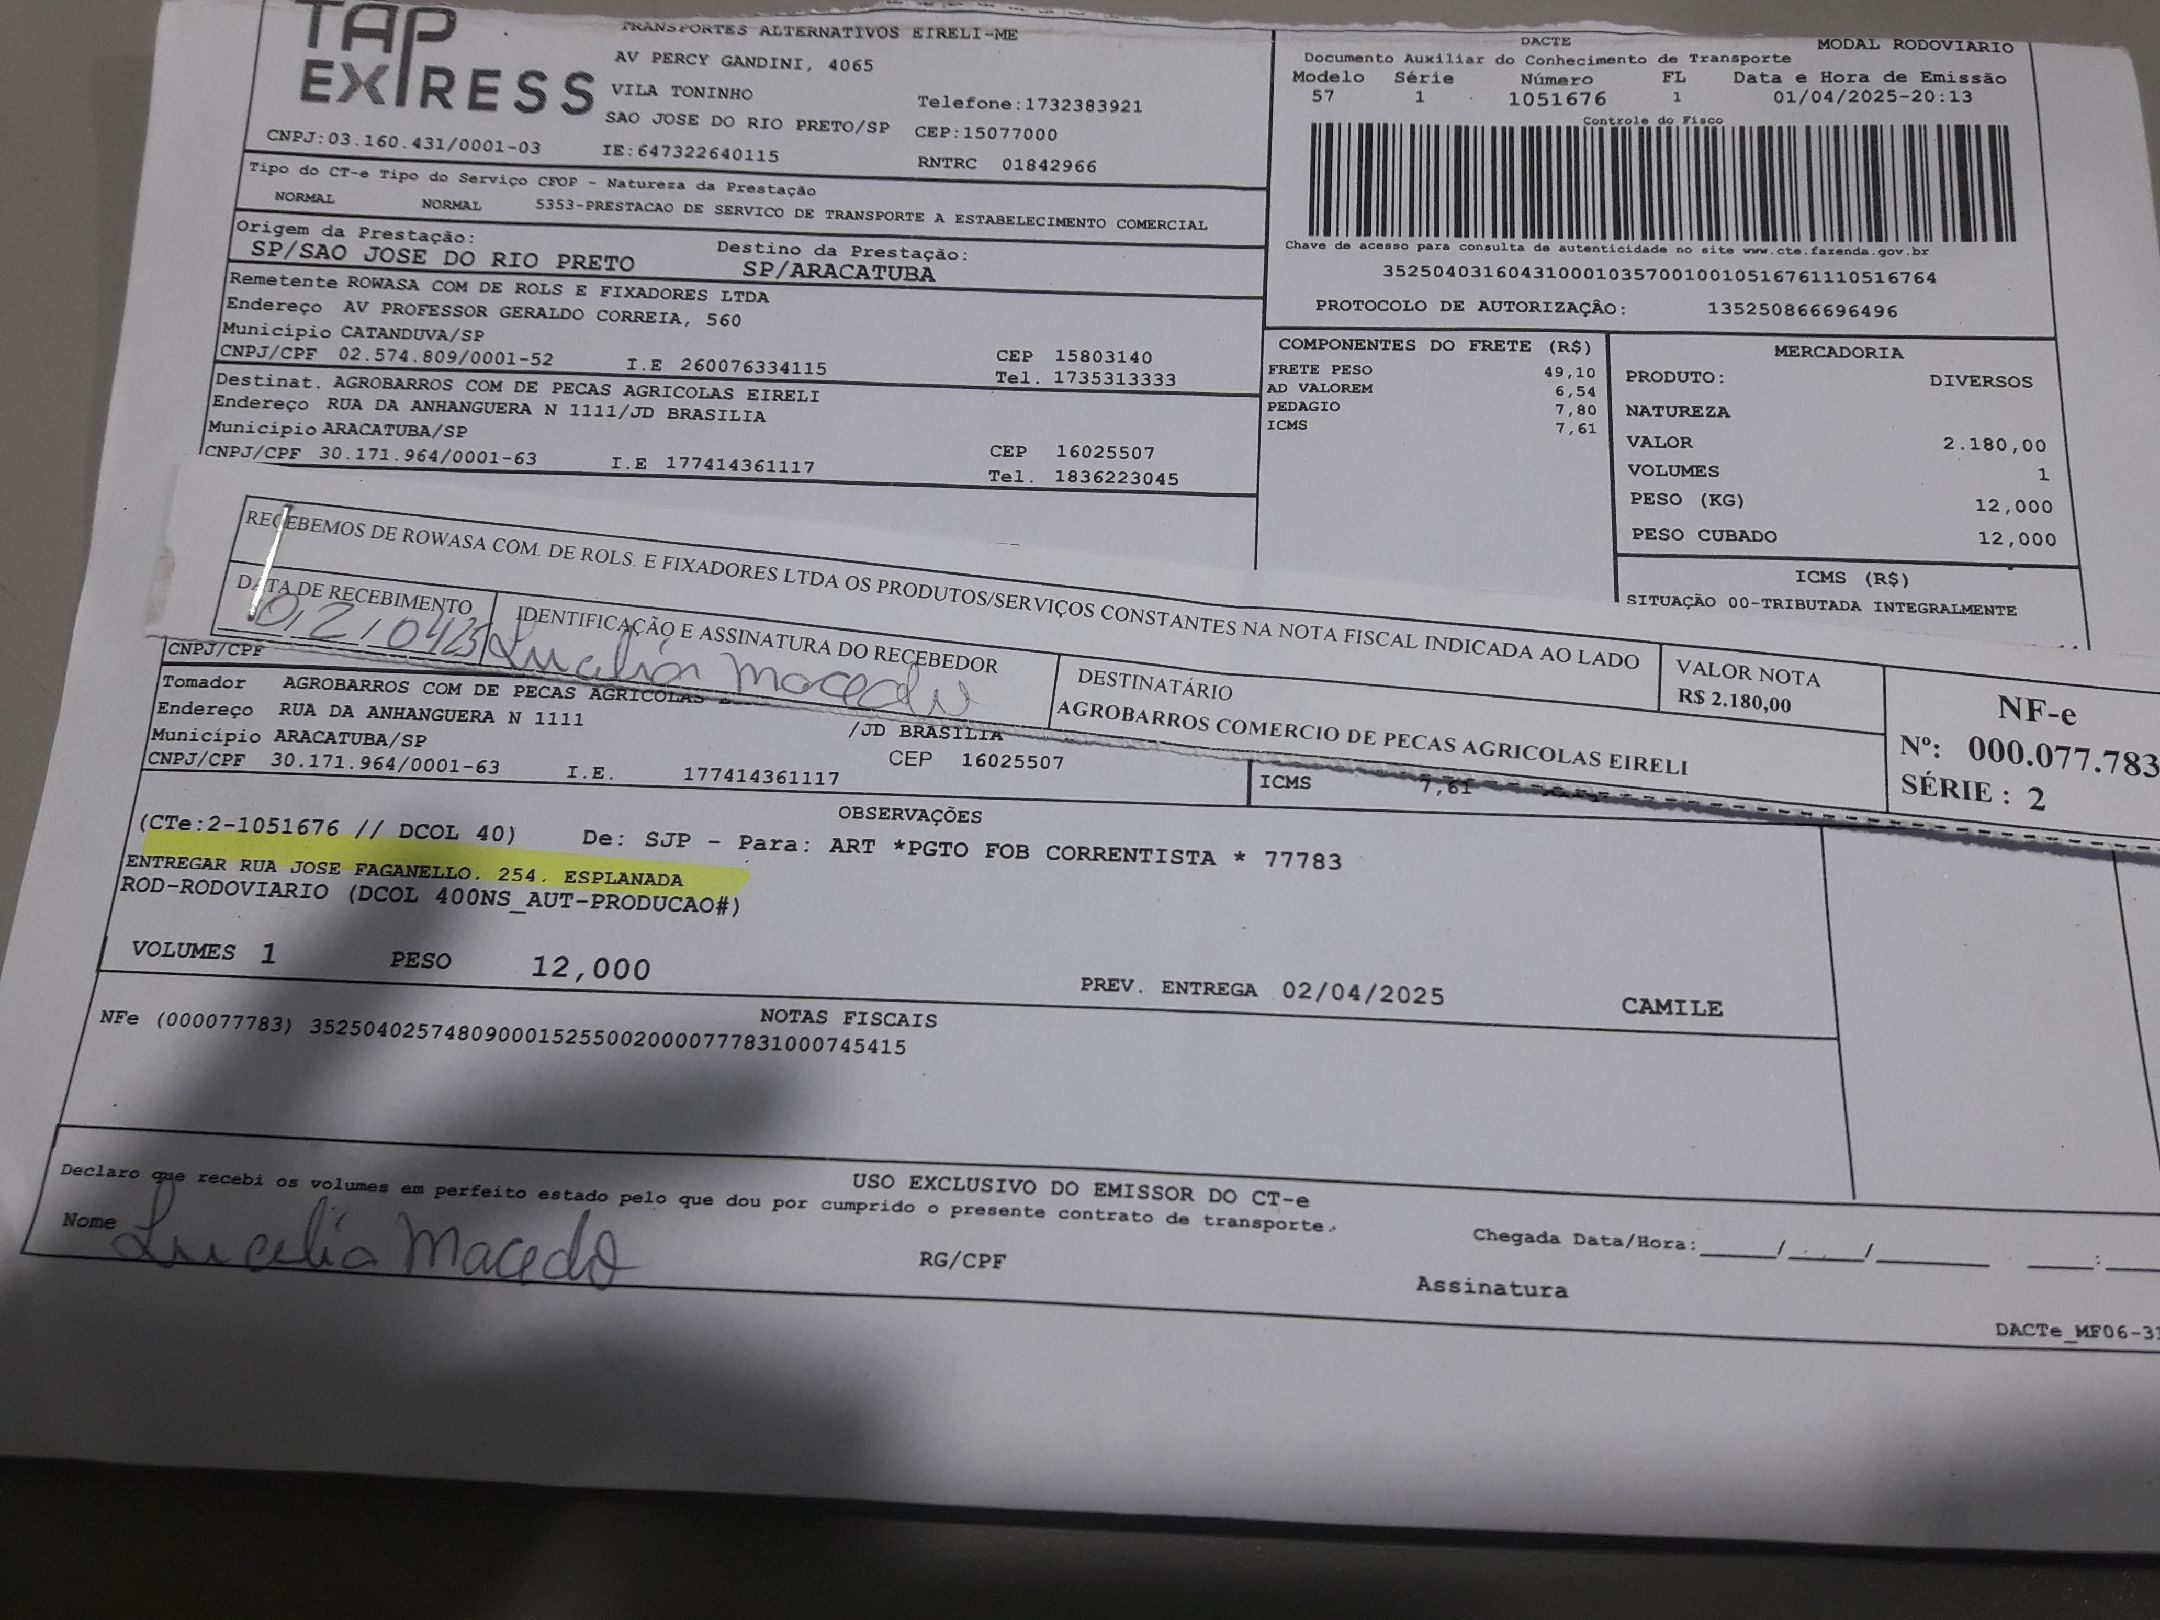 TAP
EXPRESS
TRANSPORTES ALTERNATIVOS EIRELI-ME
AV PERCY GANDINI, 4065
VILA TONINHO
Telefone:1732383921
SAO JOSE DO RIO PRETO/SP CEP:15077000
CNPJ:03.160.431/0001-03 IE:647322640115 RNTRC 01842966
DACTE MODAL RODOVIARIO
Documento Auxiliar do Conhecimento de Transporte
Modelo Série Número FL Data e Hora de Emissão
57 1 1051676 1 01/04/2025-20:13
Controle do Fisco
Chave de acesso para consulta de autenticidade no site www.cte.fazenda.gov.br
35250403160431000103570010010516761110516764
PROTOCOLO DE AUTORIZAÇÃO: 135250866696496
Tipo do CT-e Tipo do Serviço CFOP - Natureza da Prestação
NORMAL NORMAL 5353-PRESTACAO DE SERVICO DE TRANSPORTE A ESTABELECIMENTO COMERCIAL
Origem da Prestação: Destino da Prestação:
SP/SAO JOSE DO RIO PRETO SP/ARACATUBA
Remetente ROWASA COM DE ROLS E FIXADORES LTDA
Endereço AV PROFESSOR GERALDO CORREIA, 560
Município CATANDUVA/SP CEP 15803140
CNPJ/CPF 02.574.809/0001-52 I.E 260076334115 Tel. 1735313333
Destinat. AGROBARROS COM DE PECAS AGRICOLAS EIRELI
Endereço RUA DA ANHANGUERA N 1111/JD BRASILIA
Município ARACATUBA/SP CEP 16025507
CNPJ/CPF 30.171.964/0001-63 I.E 177414361117 Tel. 1836223045
COMPONENTES DO FRETE (R$)
FRETE PESO 49,10
AD VALOREM 6,54
PEDAGIO 7,80
ICMS 7,61
MERCADORIA
PRODUTO: DIVERSOS
NATUREZA
VALOR 2.180,00
VOLUMES 1
PESO (KG) 12,000
PESO CUBADO 12,000
ICMS (R$)
SITUAÇÃO 00-TRIBUTADA INTEGRALMENTE
RECEBEMOS DE ROWASA COM. DE ROLS. E FIXADORES LTDA OS PRODUTOS/SERVIÇOS CONSTANTES NA NOTA FISCAL INDICADA AO LADO
DATA DE RECEBIMENTO
02/04/25
IDENTIFICAÇÃO E ASSINATURA DO RECEBEDOR
Lucelia Macedo
DESTINATÁRIO
AGROBARROS COMERCIO DE PECAS AGRICOLAS EIRELI
VALOR NOTA
R$ 2.180,00
NF-e
Nº: 000.077.783
SÉRIE : 2
CNPJ/CPF
Tomador AGROBARROS COM DE PECAS AGRICOLAS
Endereço RUA DA ANHANGUERA N 1111 /JD BRASILIA
Município ARACATUBA/SP CEP 16025507
CNPJ/CPF 30.171.964/0001-63 I.E. 177414361117
ICMS 7,61
OBSERVAÇÕES
(CTe:2-1051676 // DCOL 40) De: SJP - Para: ART *PGTO FOB CORRENTISTA * 77783
ENTREGAR RUA JOSE FAGANELLO. 254. ESPLANADA
ROD-RODOVIARIO (DCOL 400NS_AUT-PRODUCAO#)
VOLUMES 1 PESO 12,000 PREV. ENTREGA 02/04/2025 CAMILE
NOTAS FISCAIS
NFe (000077783) 35250402574809000152550020000777831000745415
USO EXCLUSIVO DO EMISSOR DO CT-e
Declaro que recebi os volumes em perfeito estado pelo que dou por cumprido o presente contrato de transporte.
Nome Lucelia Macedo RG/CPF
Chegada Data/Hora:_____/_____/_______ ____:____
Assinatura
DACTe_MF06-31